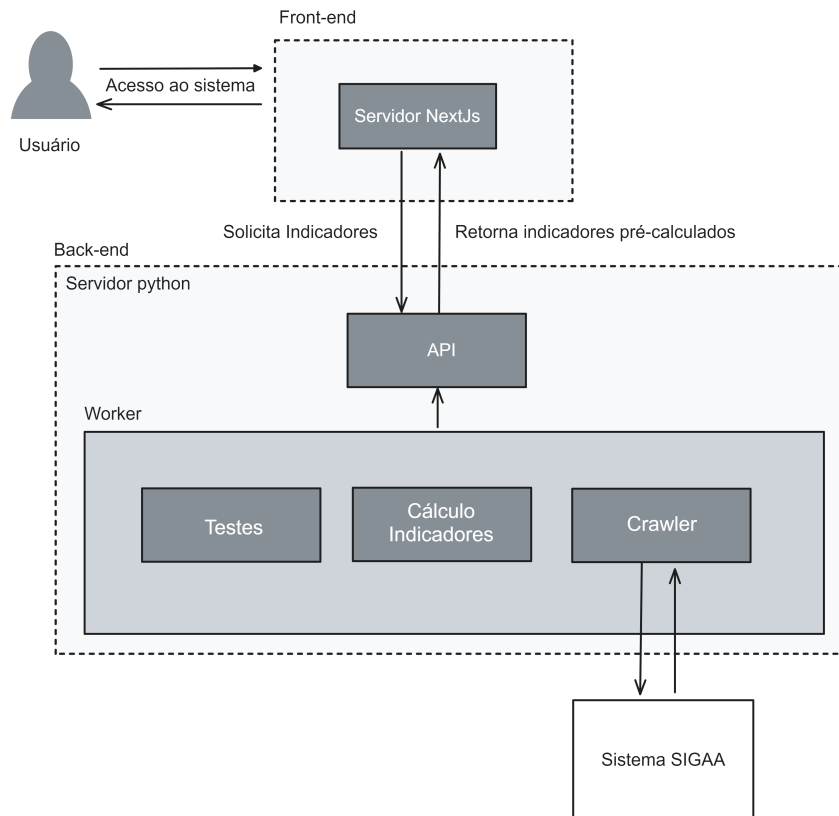 Front-end
Acesso ao sistema
Servidor NextJs
Usuário
Solicita Indicadores
Retorna indicadores pré-calculados
Back-end
Servidor python
API
Worker
Testes
Cálculo
Indicadores
Crawler
Sistema SIGAA